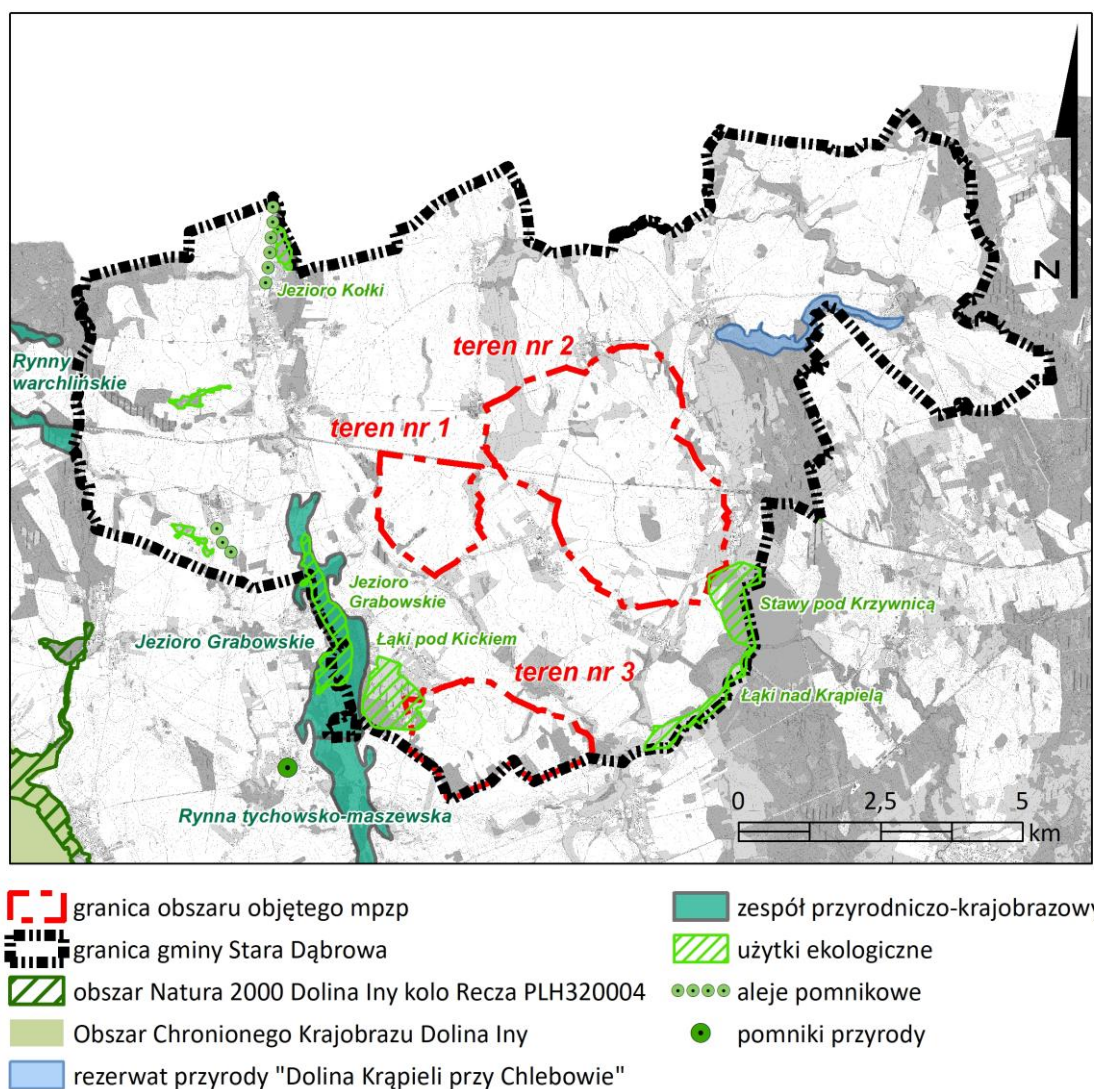 N
Jezioro Kołki
teren nr 2
Rynny
warchlińskie
teren nr 1
Jezioro
Grabowskie
Stawy pod Krzywnicą
Jezioro Grabowskie
Łąki pod Kickiem
teren nr 3
Łąki nad Krąpielą
Rynna tychowsko-maszewska
0 2,5 5
km
granica obszaru objętego mpzp
granica gminy Stara Dąbrowa
obszar Natura 2000 Dolina Iny kolo Recza PLH320004
Obszar Chronionego Krajobrazu Dolina Iny
rezerwat przyrody "Dolina Krąpieli przy Chlebowie"
zespół przyrodniczo-krajobrazowy
użytki ekologiczne
aleje pomnikowe
pomniki przyrody